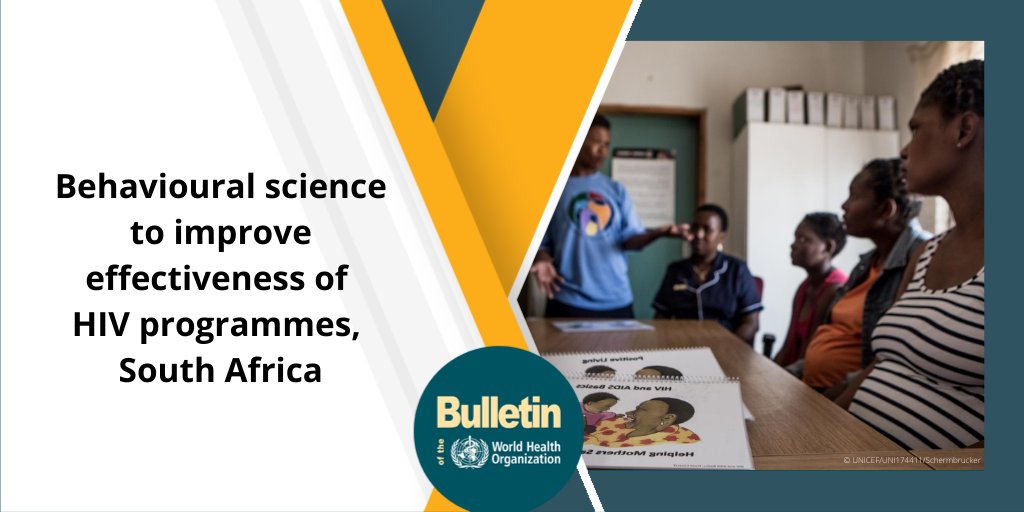 Behavioural science
to improve
effectiveness of
HIV programmes,
South Africa
Bulletin
of the
World Health
Organization
Positive Living
HIV and AIDS Basics
Helping Mothers
© UNICEF/UNI174411/Schermbrucker